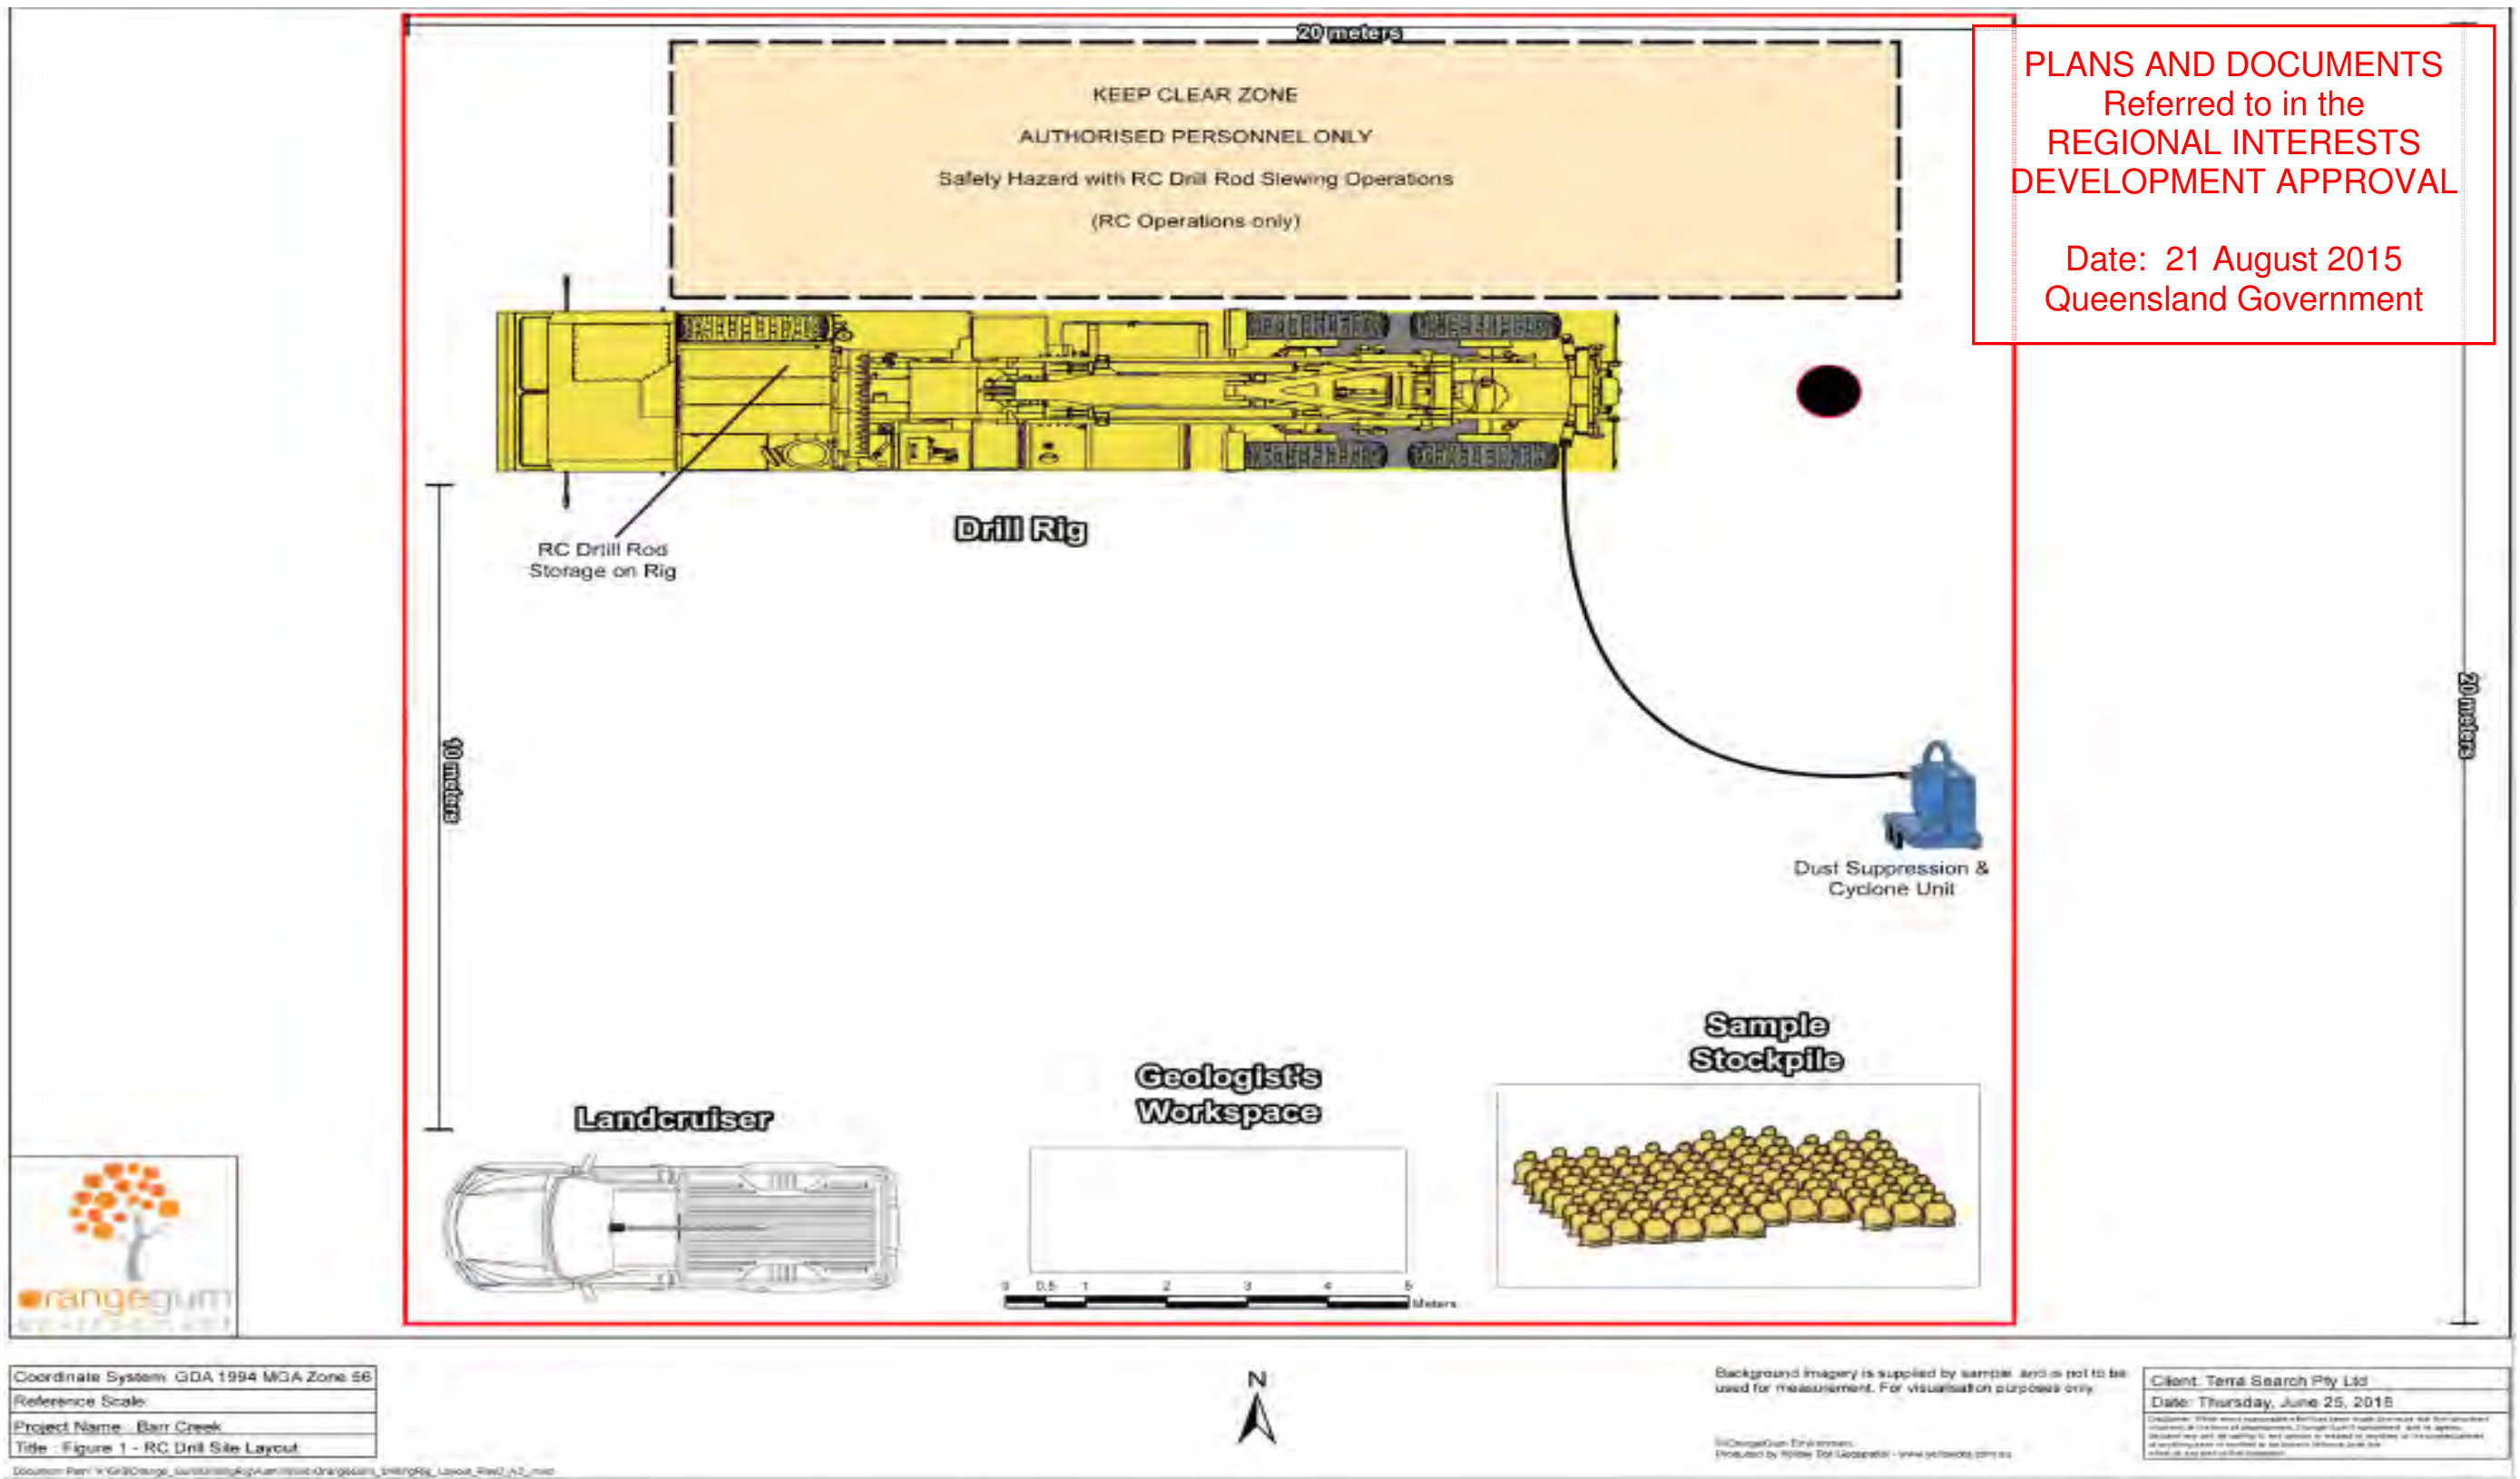 20 meters
KEEP CLEAR ZONE
AUTHORISED PERSONNEL ONLY
Safety Hazard with RC Drill Rod Slewing Operations
(RC Operations only)
PLANS AND DOCUMENTS
Referred to in the
REGIONAL INTERESTS
DEVELOPMENT APPROVAL
Date: 21 August 2015
Queensland Government
RC Drill Rod
Storage on Rig
Drill Rig
10 meters
20 meters
Dust Suppression &
Cyclone Unit
Sample
Stockpile
Geologist's
Workspace
Landcruiser
0 0.5 1 2 3 4 5
Meters
orangegum
Coordinate System: GDA 1994 MGA Zone 56
Reference Scale:
Project Name : Barr Creek
Title : Figure 1 - RC Drill Site Layout
N
Background imagery is supplied by sample and is not to be
used for measurement. For visualisation purposes only.
Client: Terra Search Pty Ltd
Date: Thursday, June 25, 2015